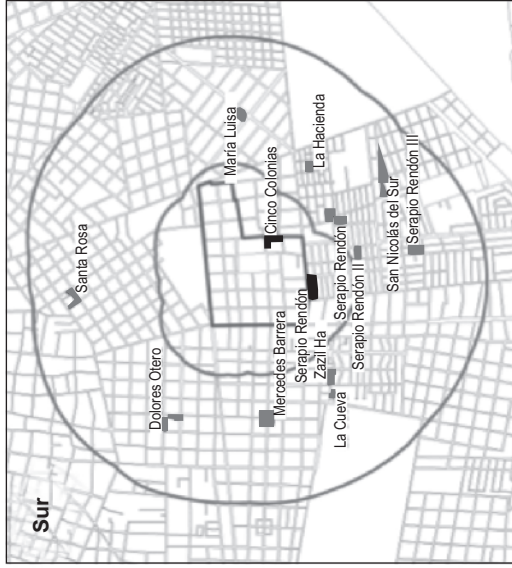 Sur
Santa Rosa
Dolores Otero
María Luisa
Cinco Colonias
Mercedes Barrera
Serapio Rendón
Zazil Ha
La Cueva
La Hacienda
Serapio Rendón
Serapio Rendón II
San Nicolás del Sur
Serapio Rendón III